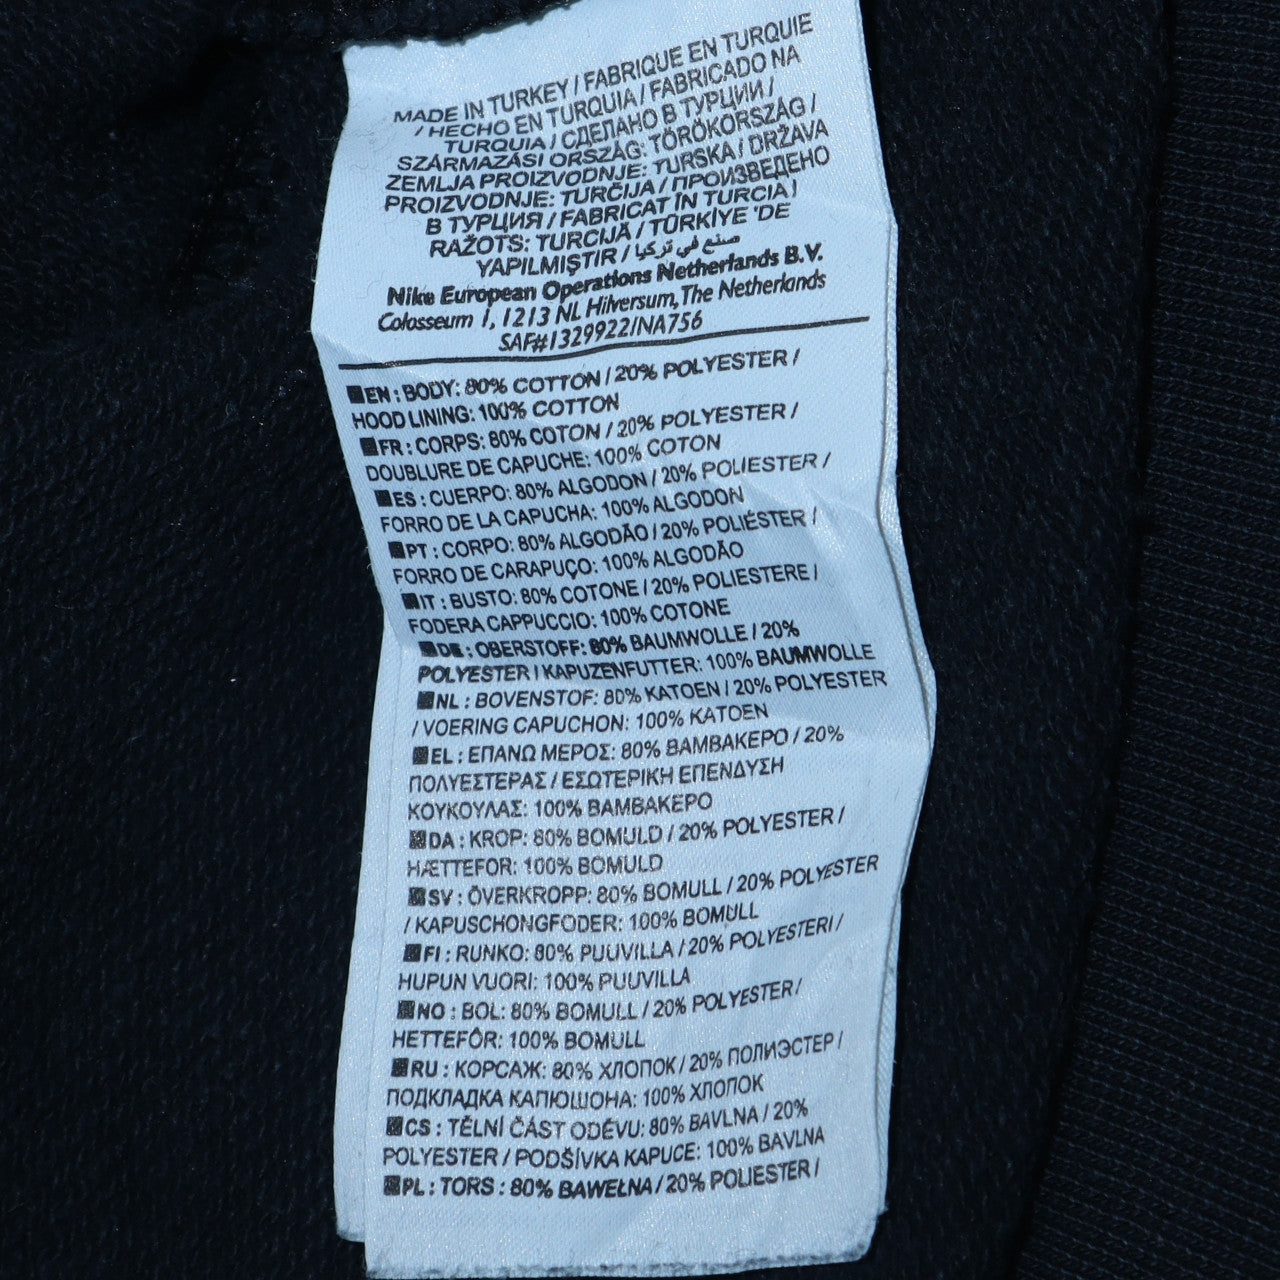 MADE IN TURKEY / FABRIQUE EN TURQUIE
/ HECHO EN TURQUIA / FABRICADO NA
TURQUIA / СДЕЛАНО В ТУРЦИИ /
SZÁRMAZÁSI ORSZÁG: TÖRÖKORSZÁG /
ZEMLJA PROIZVODNJE: TURSKA / DRŽAVA
PROIZVODNJE: TURČIJA / ПРОИЗВЕДЕНО
В ТУРЦИЯ / FABRICAT ÎN TURCIA /
RAŽOTS: TURCIJĀ / TÜRKİYE 'DE
YAPILMIŞTIR / صنع في تركيا
Nike European Operations Netherlands B.V.
Colosseum 1, 1213 NL Hilversum, The Netherlands
SAF#1329922/NA756
EN : BODY: 80% COTTON / 20% POLYESTER /
HOOD LINING: 100% COTTON
FR : CORPS: 80% COTON / 20% POLYESTER /
DOUBLURE DE CAPUCHE: 100% COTON
ES : CUERPO: 80% ALGODON / 20% POLIESTER /
FORRO DE LA CAPUCHA: 100% ALGODON
PT : CORPO: 80% ALGODÃO / 20% POLIÉSTER /
FORRO DE CARAPUÇO: 100% ALGODÃO
IT : BUSTO: 80% COTONE / 20% POLIESTERE /
FODERA CAPPUCCIO: 100% COTONE
DE : OBERSTOFF: 80% BAUMWOLLE / 20%
POLYESTER / KAPUZENFUTTER: 100% BAUMWOLLE
NL : BOVENSTOF: 80% KATOEN / 20% POLYESTER
/ VOERING CAPUCHON: 100% KATOEN
EL : ΕΠΑΝΩ ΜΕΡΟΣ: 80% ΒΑΜΒΑΚΕΡΟ / 20%
ΠΟΛΥΕΣΤΕΡΑΣ / ΕΣΩΤΕΡΙΚΗ ΕΠΕΝΔΥΣΗ
ΚΟΥΚΟΥΛΑΣ: 100% ΒΑΜΒΑΚΕΡΟ
DA : KROP: 80% BOMULD / 20% POLYESTER /
HÆTTEFOR: 100% BOMULD
SV : ÖVERKROPP: 80% BOMULL / 20% POLYESTER
/ KAPUSCHONGFODER: 100% BOMULL
FI : RUNKO: 80% PUUVILLA / 20% POLYESTERI /
HUPUN VUORI: 100% PUUVILLA
NO : BOL: 80% BOMULL / 20% POLYESTER /
HETTEFÔR: 100% BOMULL
RU : КОРСАЖ: 80% ХЛОПОК / 20% ПОЛИЭСТЕР /
ПОДКЛАДКА КАПЮШОНА: 100% ХЛОПОК
CS : TĚLNÍ ČÁST ODĚVU: 80% BAVLNA / 20%
POLYESTER / PODŠÍVKA KAPUCE: 100% BAVLNA
PL : TORS : 80% BAWEŁNA / 20% POLIESTER /